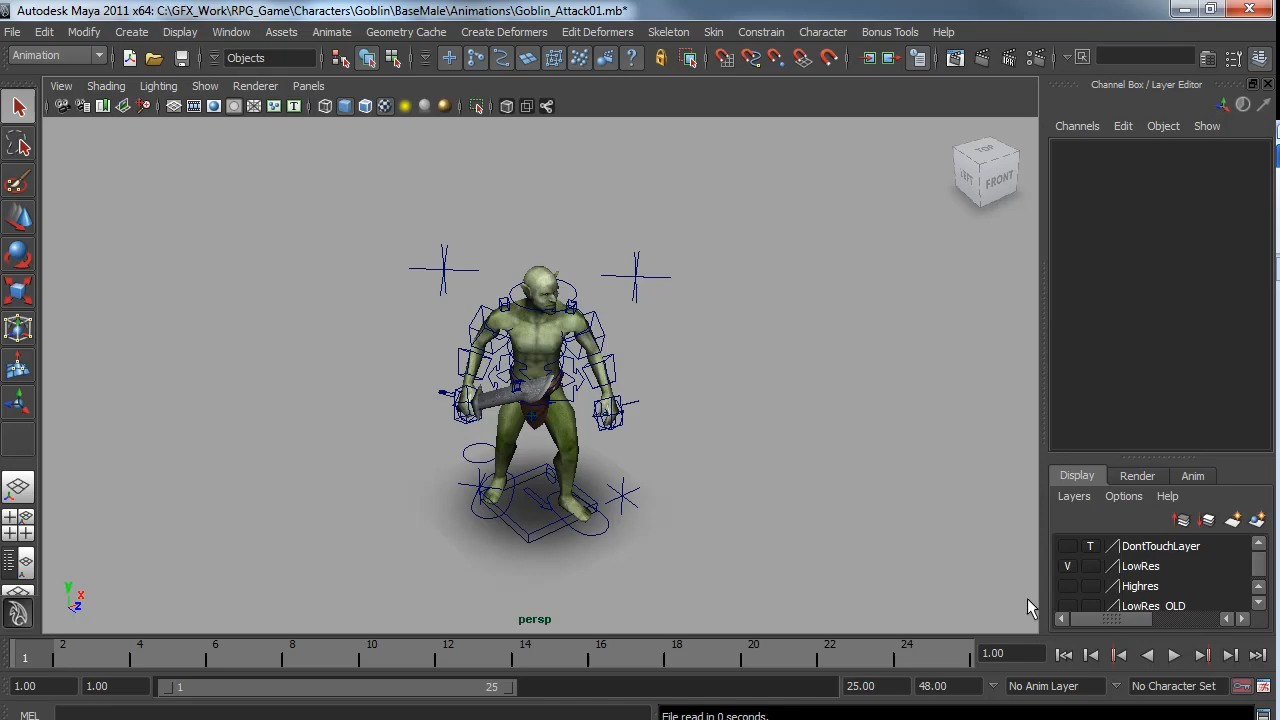 Autodesk Maya 2011 x64: C:\GFX_Work\RPG_Game\Characters\Goblin\BaseMale\Animations\Goblin_Attack01.mb*
File Edit Modify Create Display Window Assets Animate Geometry Cache Create Deformers Edit Deformers Skeleton Skin Constrain Character Bonus Tools Help
Animation Objects
View Shading Lighting Show Renderer Panels
Channel Box / Layer Editor
Channels Edit Object Show
TOP
LEFT FRONT
Display Render Anim
Layers Options Help
T DontTouchLayer
V LowRes
Highres
LowRes_OLD
y
x
z
persp
1 2 4 6 8 10 12 14 16 18 20 22 24 1.00
1.00 1.00 1 25 25.00 48.00 No Anim Layer No Character Set
MEL File read in 0 seconds.